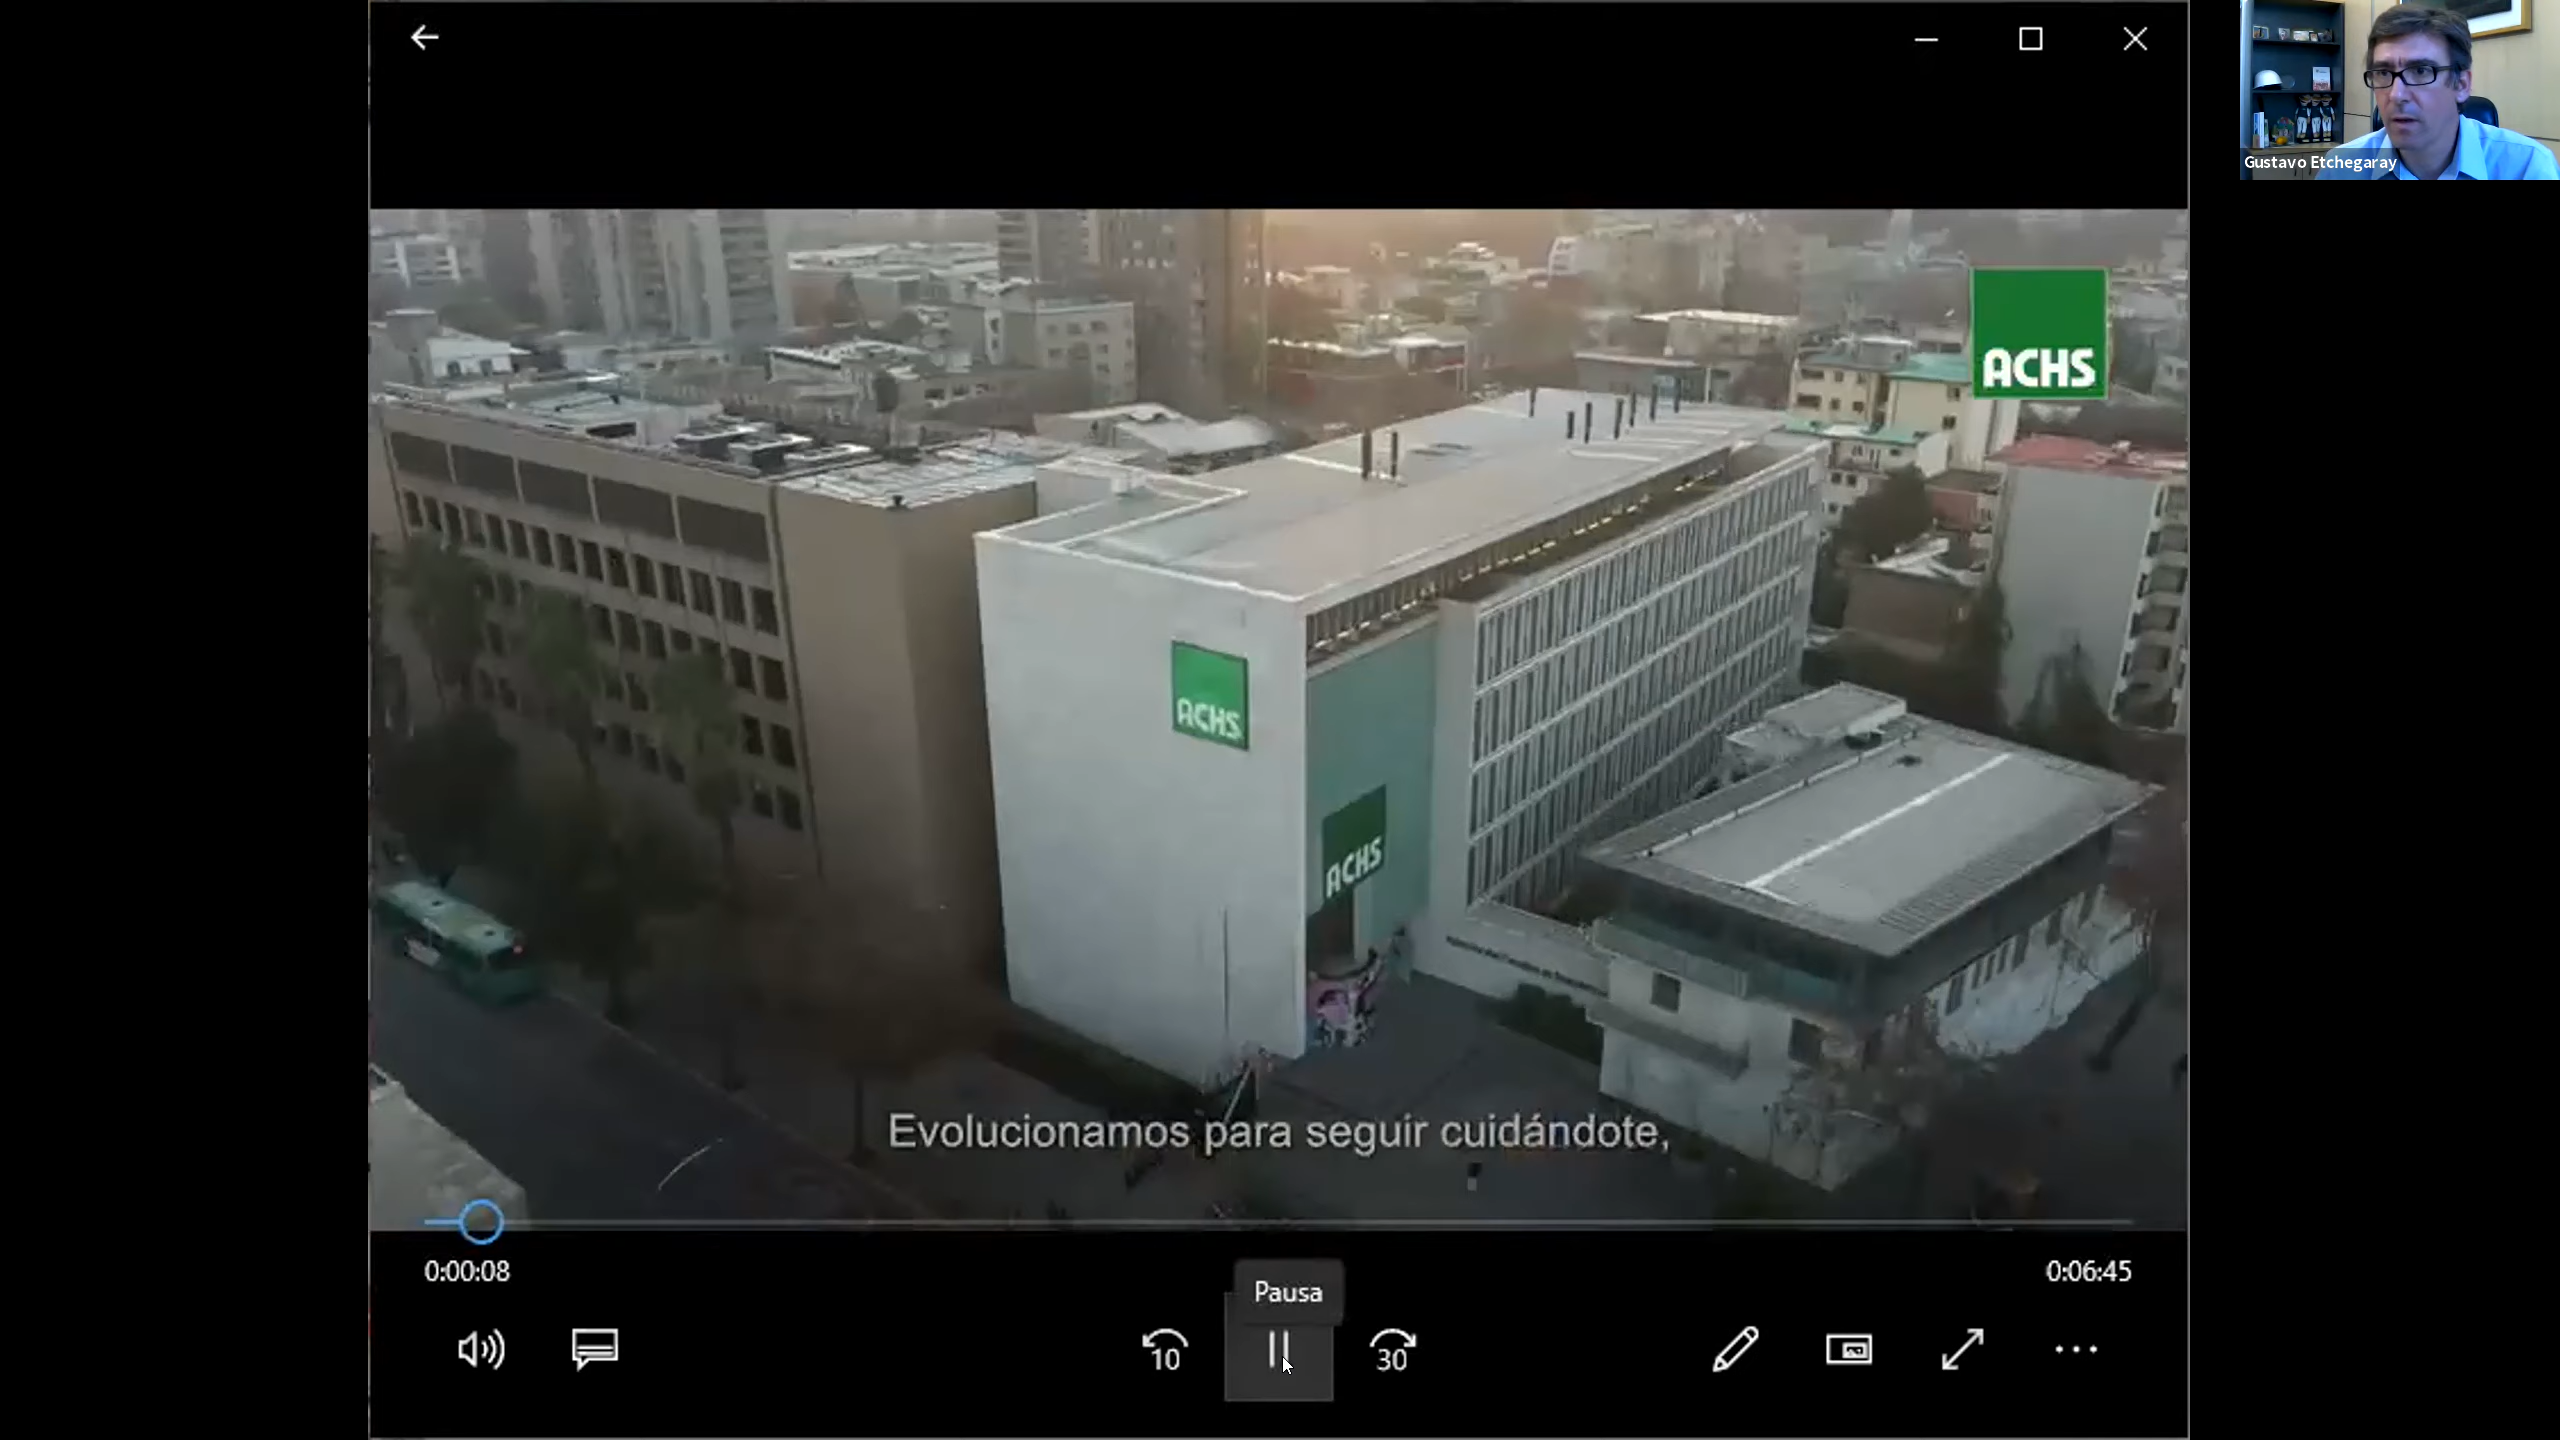 Gustavo Etchegaray
ACHS
ACHS
ACHS
Evolucionamos para seguir cuidándote,
0:00:08
0:06:45
Pausa
10
30